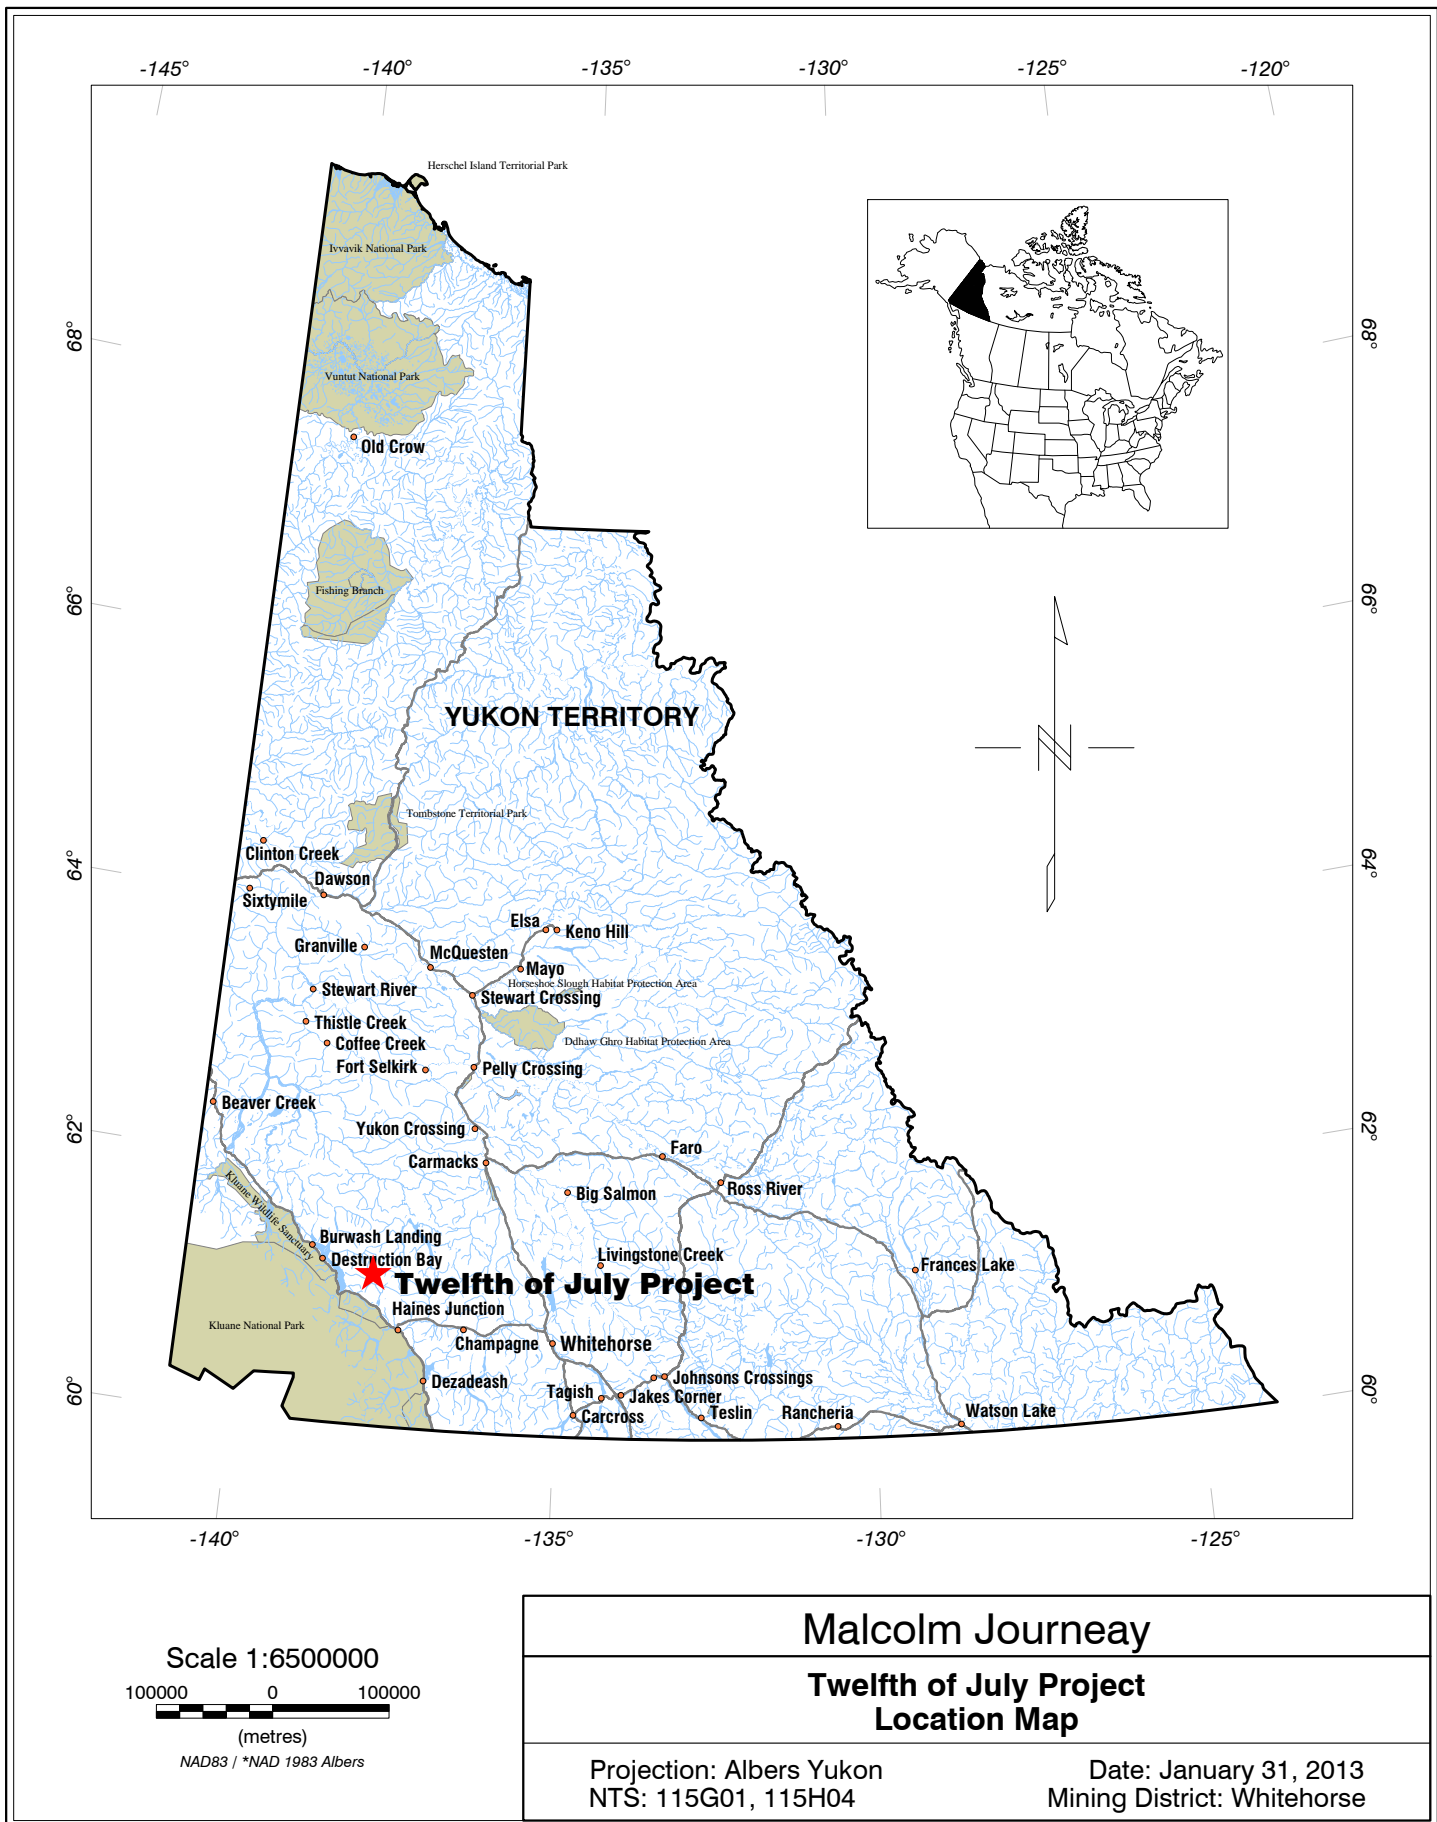 -145°
-140°
-135°
-130°
-125°
-120°
Herschel Island Territorial Park
Ivvavik National Park
68°
68°
Vuntut National Park
Old Crow
Fishing Branch
66°
66°
YUKON TERRITORY
N
Tombstone Territorial Park
Clinton Creek
64°
64°
Dawson
Sixtymile
Elsa
Keno Hill
Granville
McQuesten
Mayo
Horseshoe Slough Habitat Protection Area
Stewart River
Stewart Crossing
Thistle Creek
Coffee Creek
Ddhaw Ghro Habitat Protection Area
Fort Selkirk
Pelly Crossing
Beaver Creek
62°
62°
Yukon Crossing
Faro
Carmacks
Ross River
Big Salmon
Kluane Wildlife Sanctuary
Burwash Landing
Destruction Bay
Livingstone Creek
Frances Lake
Twelfth of July Project
Haines Junction
Kluane National Park
Champagne
Whitehorse
Dezadeash
Johnsons Crossings
60°
60°
Tagish
Jakes Corner
Carcross
Teslin
Rancheria
Watson Lake
-140°
-135°
-130°
-125°
Scale 1:6500000
100000 0 100000
(metres)
NAD83 / *NAD 1983 Albers
Malcolm Journeay
Twelfth of July Project
Location Map
Projection: Albers Yukon
NTS: 115G01, 115H04
Date: January 31, 2013
Mining District: Whitehorse